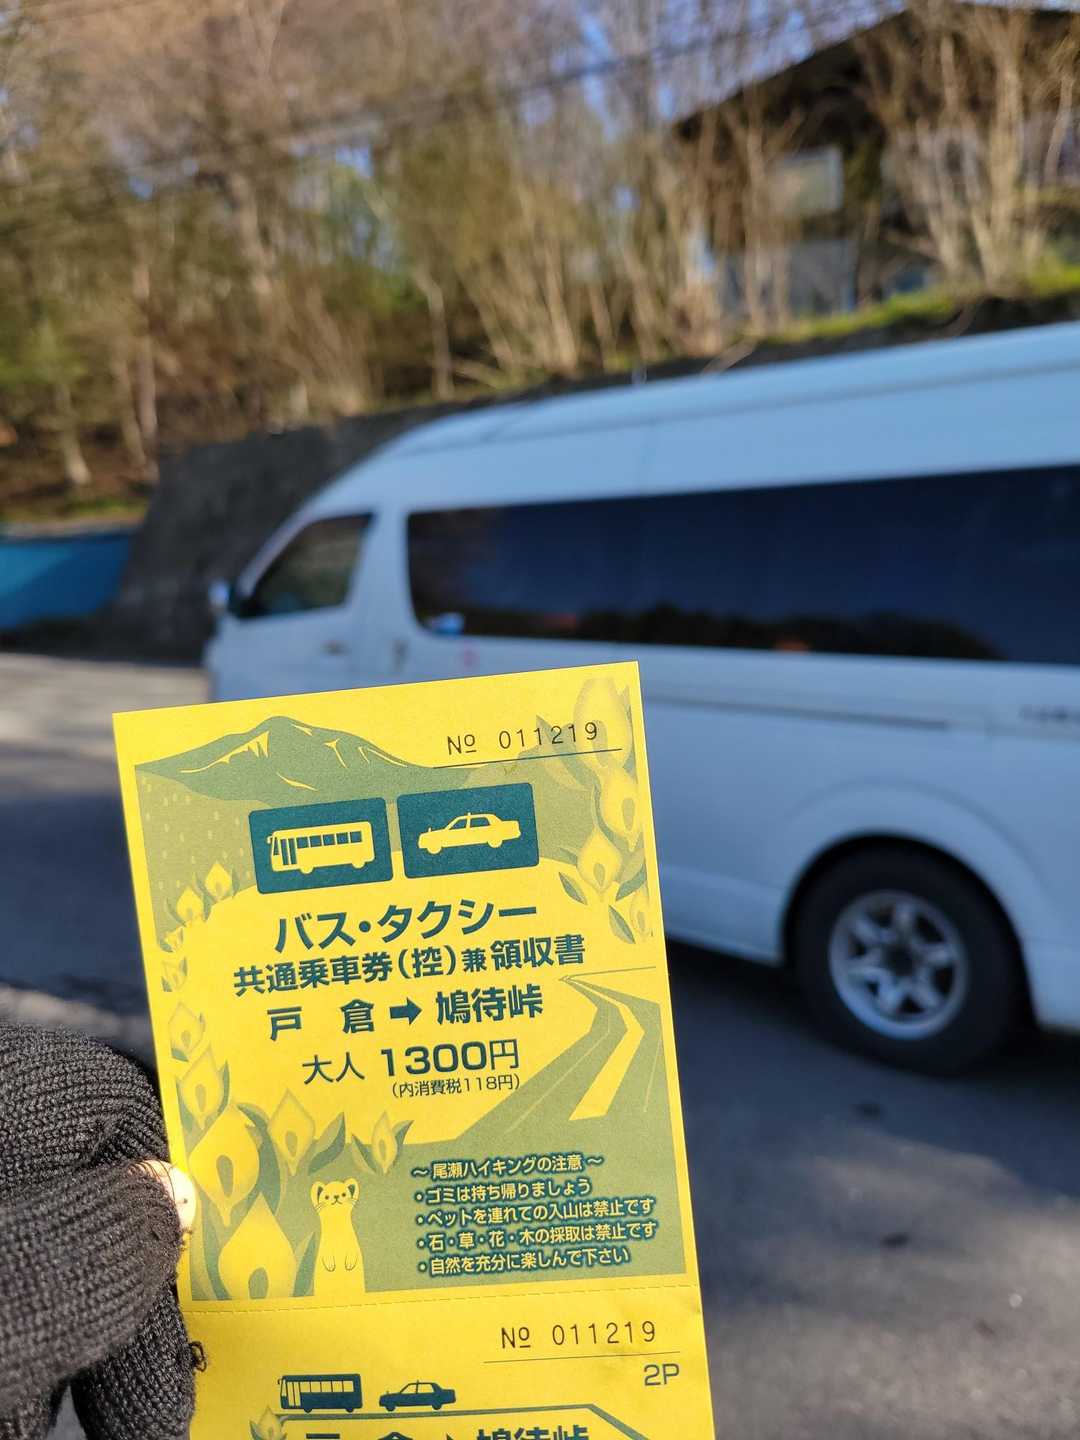 № 011219
バス・タクシー
共通乗車券(控)兼領収書
戸 倉 ➡ 鳩待峠
大人 1300円
(内消費税118円)
～ 尾瀬ハイキングの注意 ～
・ゴミは持ち帰りましょう
・ペットを連れての入山は禁止です
・石・草・花・木の採取は禁止です
・自然を充分に楽しんで下さい
№ 011219
2P
戸 倉 ➡ 鳩待峠